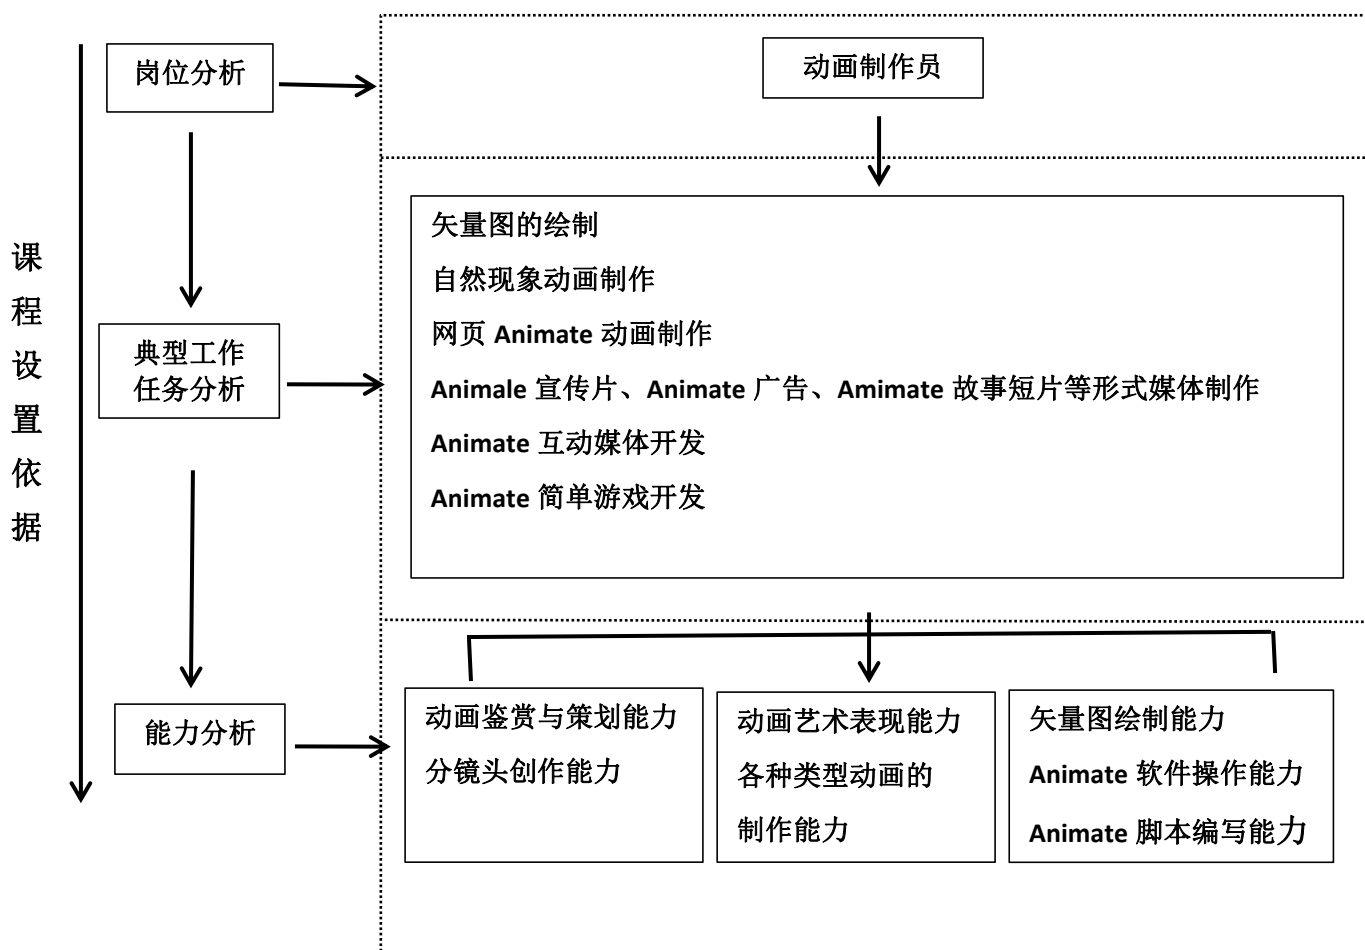 课程设置依据
岗位分析
动画制作员
典型工作
任务分析
矢量图的绘制
自然现象动画制作
网页 Animate 动画制作
Animale 宣传片、Animate 广告、Amimate 故事短片等形式媒体制作
Animate 互动媒体开发
Animate 简单游戏开发
能力分析
动画鉴赏与策划能力
分镜头创作能力
动画艺术表现能力
各种类型动画的
制作能力
矢量图绘制能力
Animate 软件操作能力
Animate 脚本编写能力